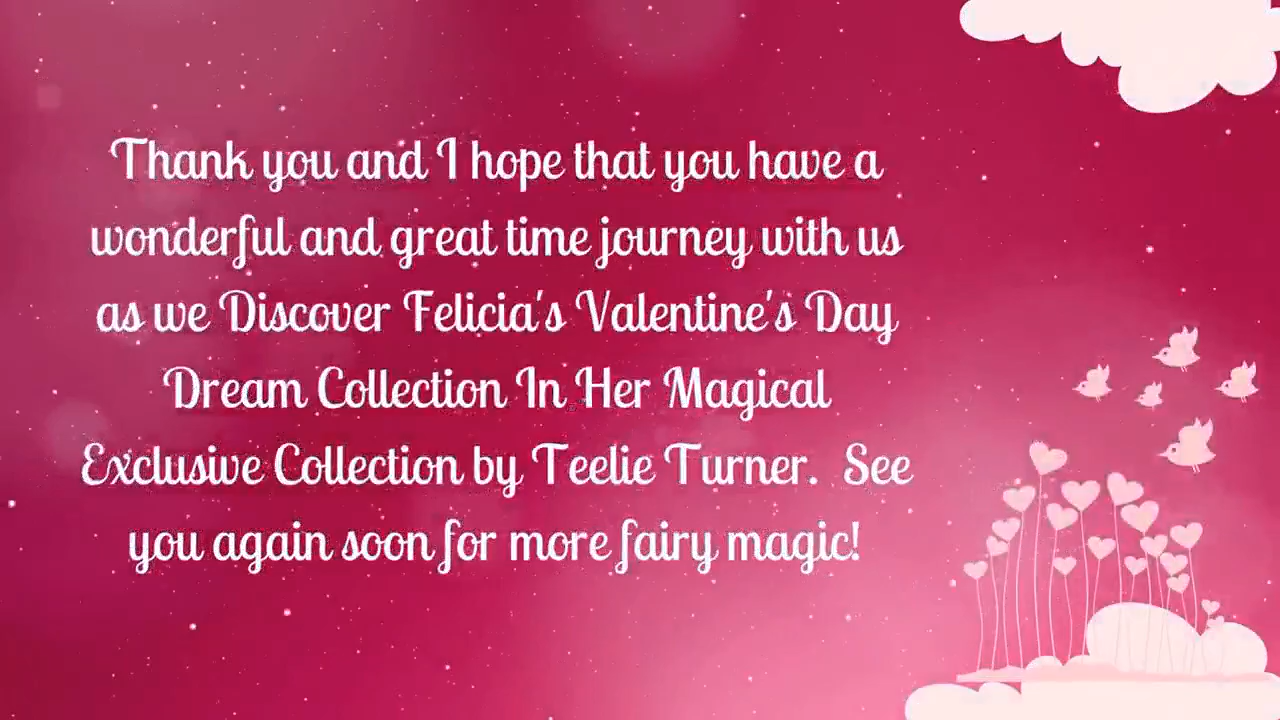 Thank you and I hope that you have a
wonderful and great time journey with us
as we Discover Felicia's Valentine's Day
Dream Collection In Her Magical
Exclusive Collection by Teelie Turner.  See
you again soon for more fairy magic!